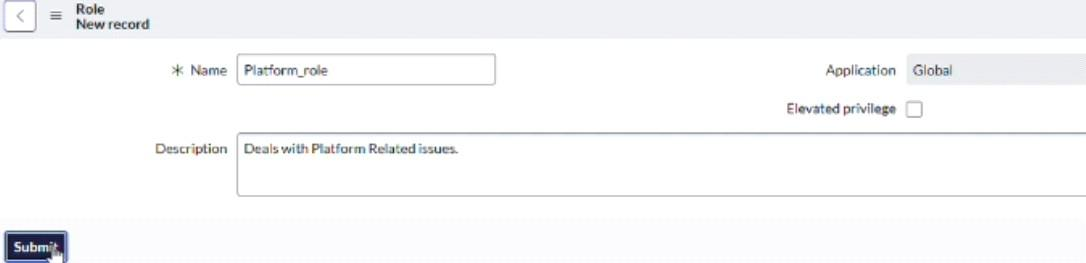 Role
New record
Name Platform_role Application Global
Elevated privilege
Description Deals with Platform Related issues.
Submit